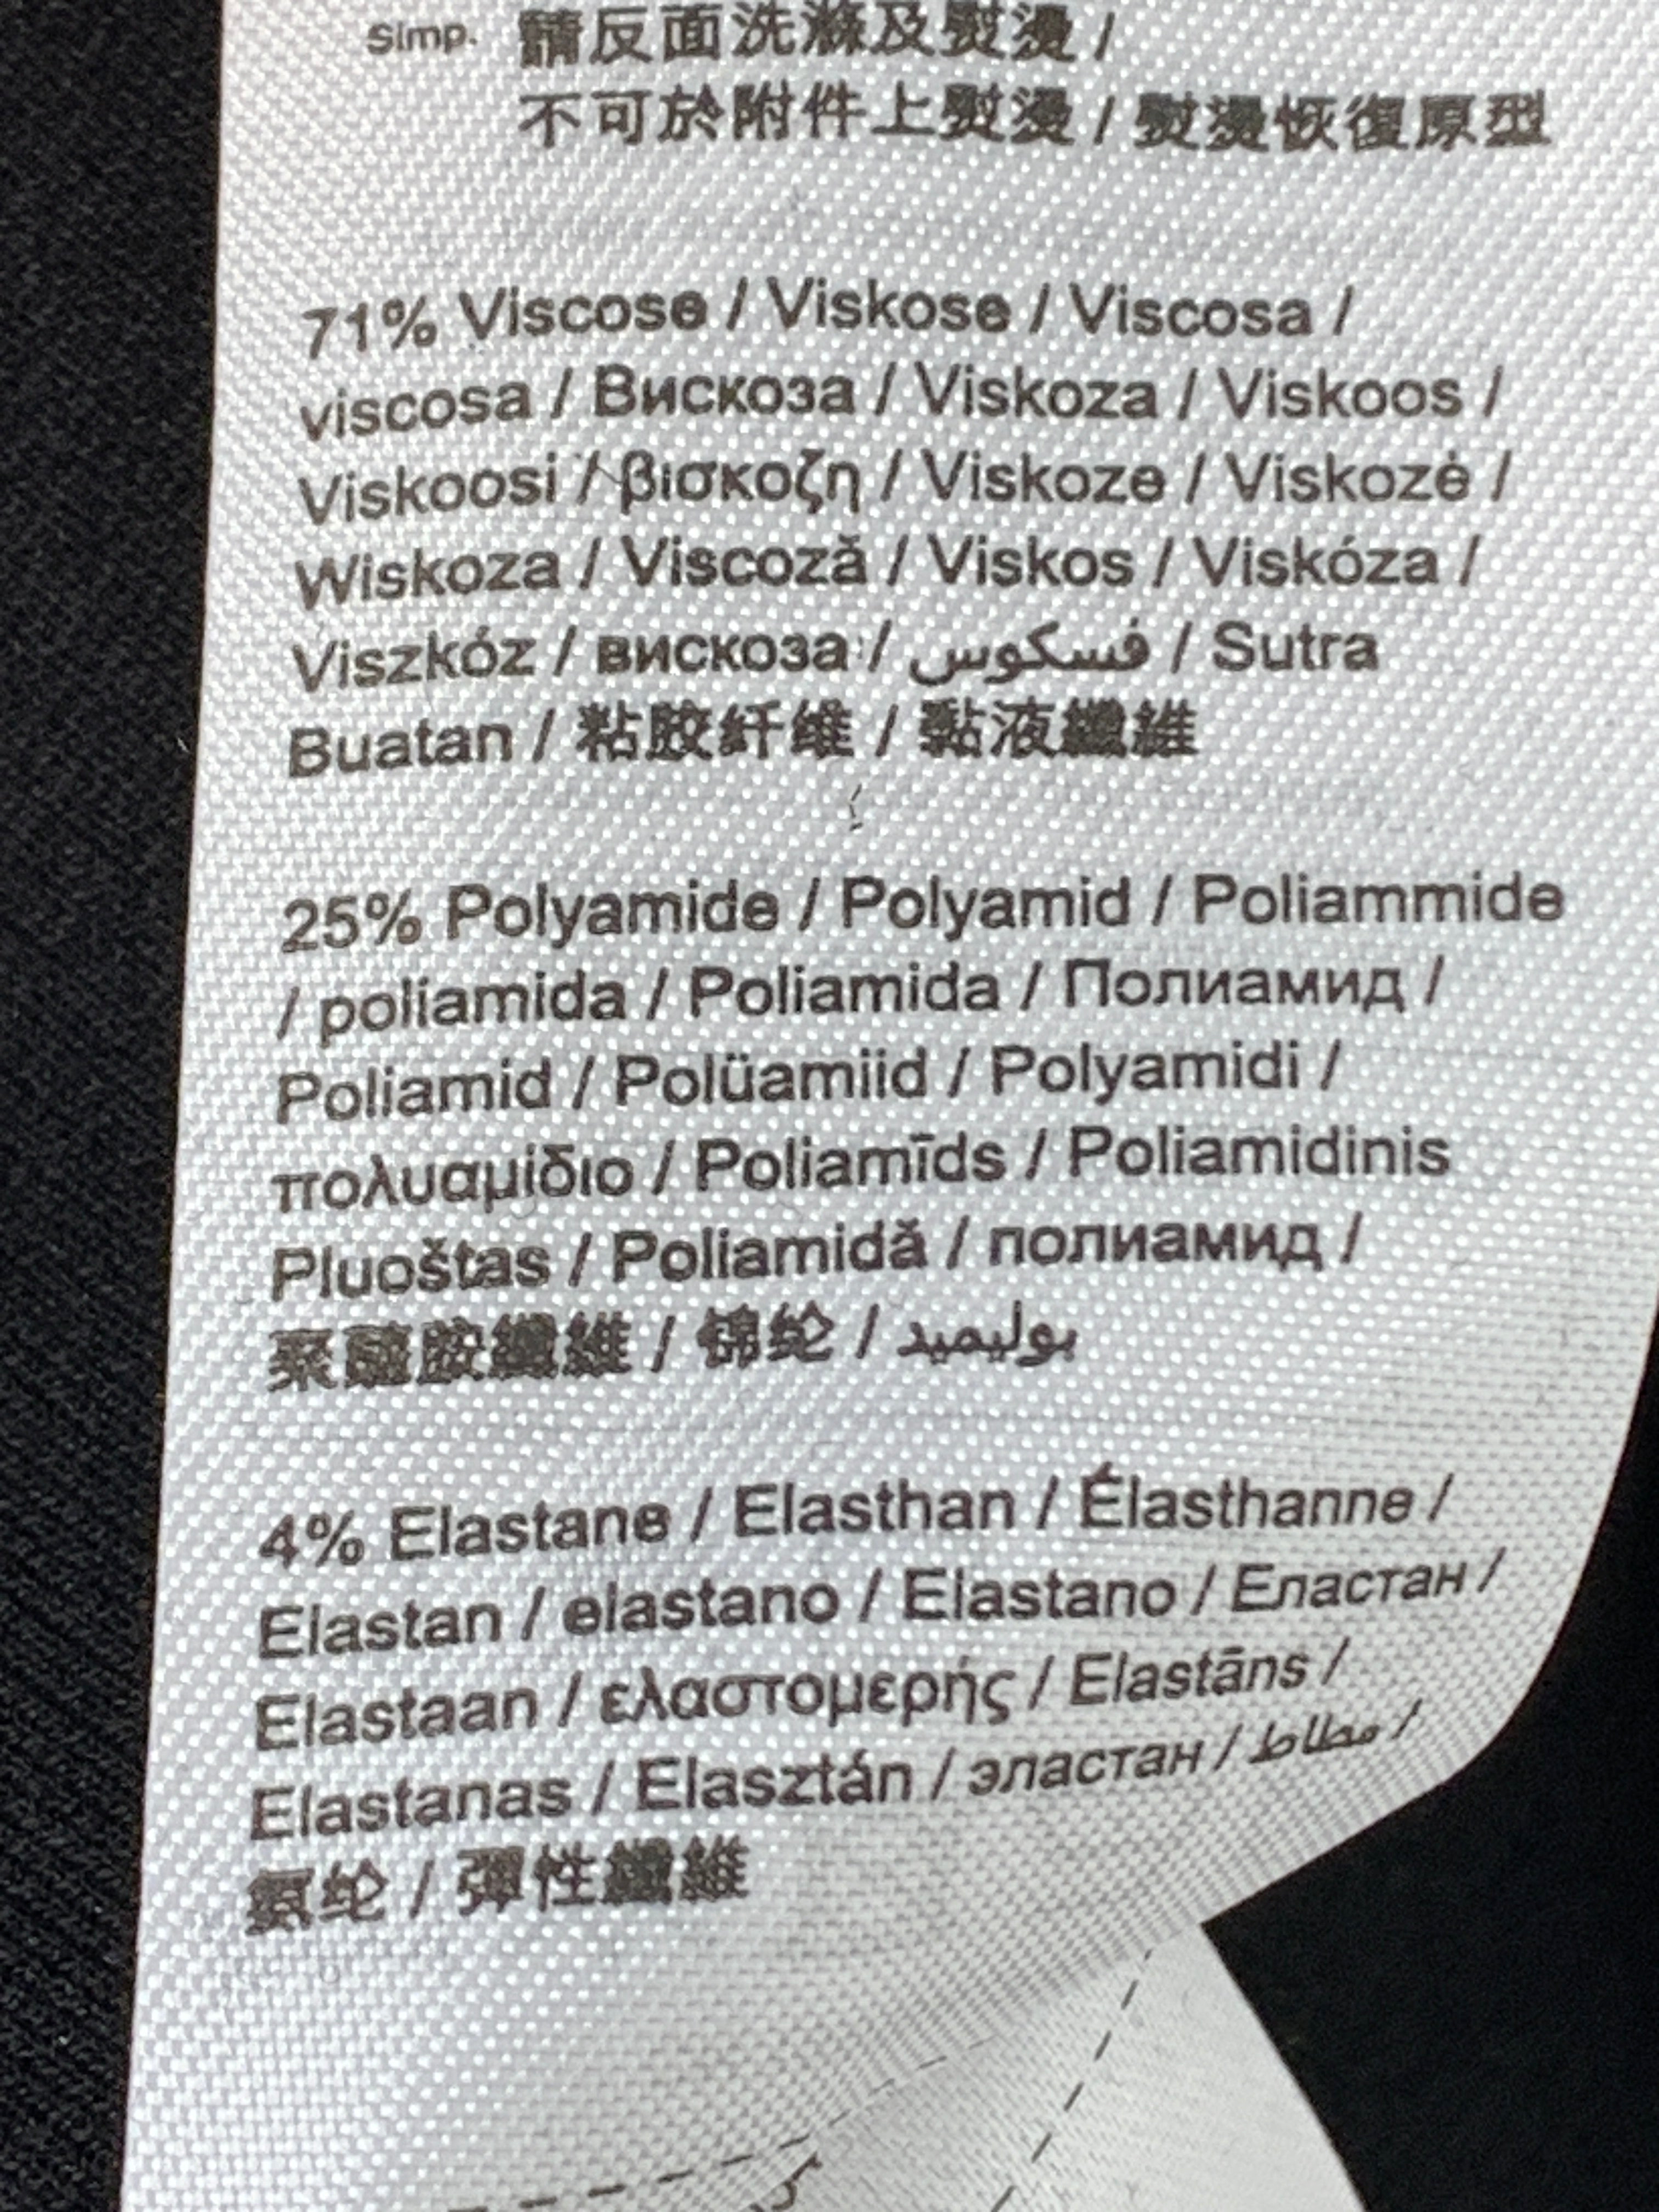 Simp. 請反面洗滌及熨燙 /
不可於附件上熨燙 / 熨燙恢復原型
71% Viscose / Viskose / Viscosa /
viscosa / Вискоза / Viskoza / Viskoos /
Viskoosi / βισκοζη / Viskoze / Viskozė /
Wiskoza / Viscoză / Viskos / Viskóza /
Viszkóz / вискоза / فسكوس / Sutra
Buatan / 粘胶纤维 / 黏液纖維
25% Polyamide / Polyamid / Poliammide
/ poliamida / Poliamida / Полиамид /
Poliamid / Polüamiid / Polyamidi /
πολυαμίδιο / Poliamīds / Poliamidinis
Pluoštas / Poliamidă / полиамид /
聚醯胺纖維 / 锦纶 / بوليميد
4% Elastane / Elasthan / Élasthanne /
Elastan / elastano / Elastano / Еластан /
Elastaan / ελαστομερής / Elastāns /
Elastanas / Elasztán / эластан / مطاط /
氨纶 / 彈性纖維